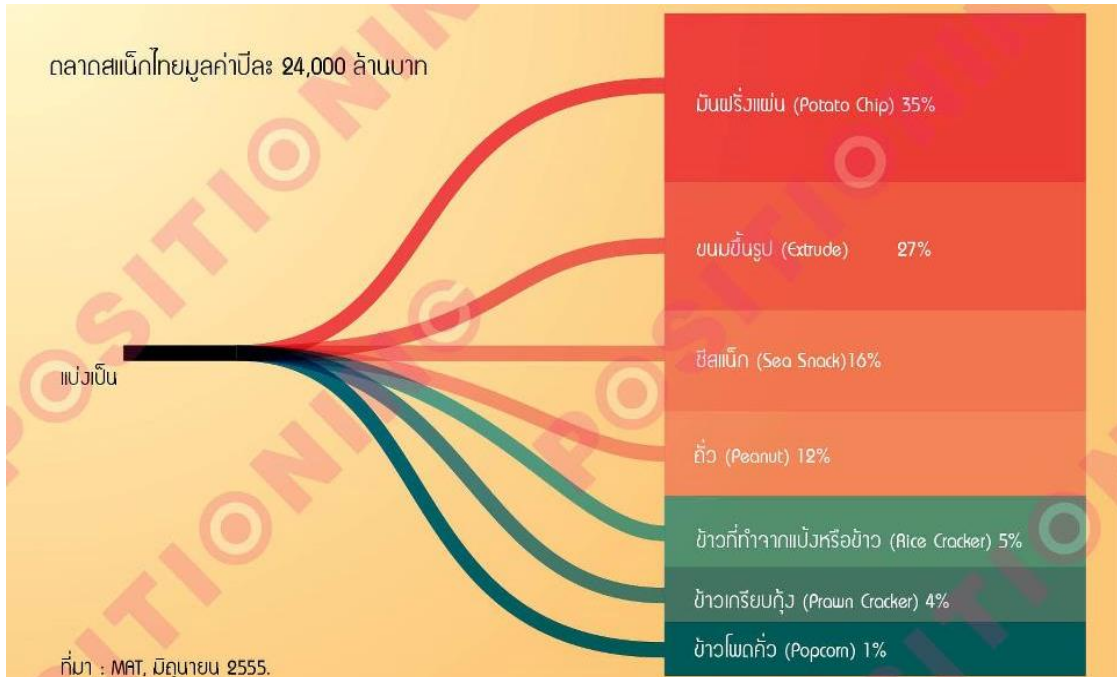 ตลาดสแน็กไทยมูลค่าปีละ 24,000 ล้านบาท
แบ่งเป็น
มันฝรั่งแผ่น (Potato Chip) 35%
ขนมขึ้นรูป (Extrude) 27%
ซีสแน็ก (Sea Snack)16%
ถั่ว (Peanut) 12%
ข้าวที่ทำจากแป้งหรือข้าว (Rice Cracker) 5%
ข้าวเกรียบกุ้ง (Prawn Cracker) 4%
ข้าวโพดคั่ว (Popcorn) 1%
ที่มา : MAT, มิถุนายน 2555.
POSITIONING
POSITIONING
POSITIONING